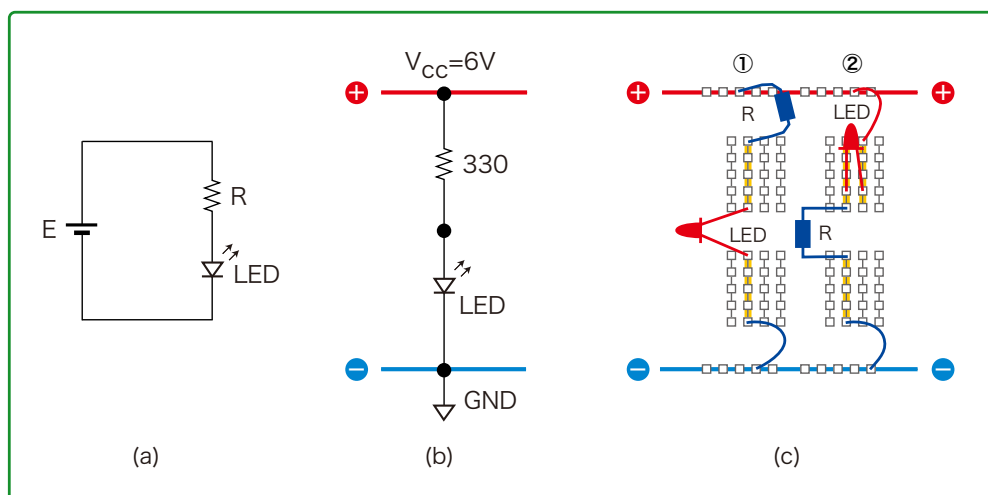 E
R
LED
(a)
V_CC=6V
+
330
LED
−
GND
(b)
①
②
+
+
R
LED
LED
R
−
−
(c)